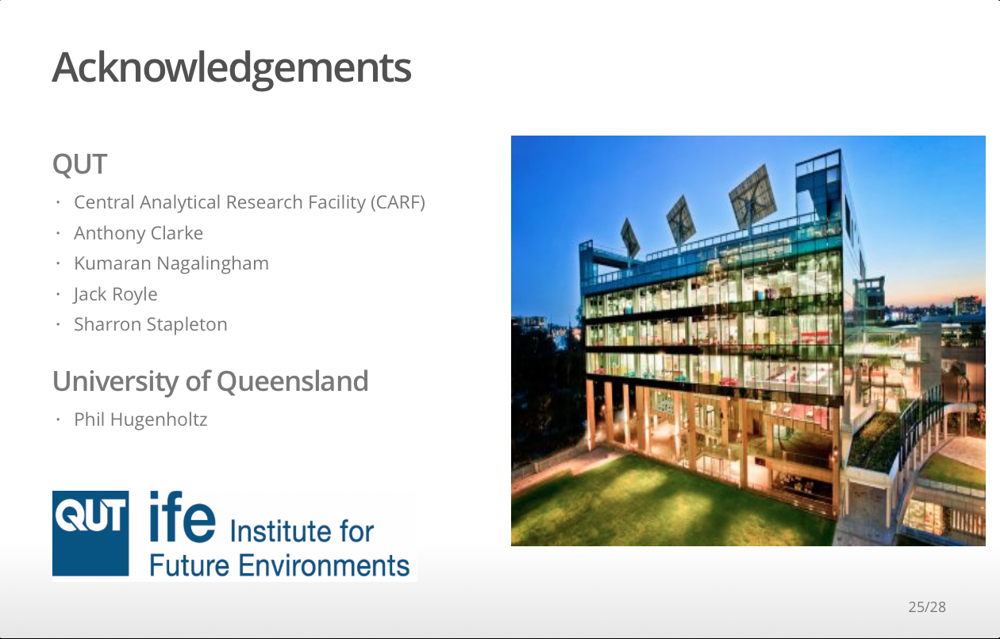 Acknowledgements
QUT
· Central Analytical Research Facility (CARF)
· Anthony Clarke
· Kumaran Nagalingham
· Jack Royle
· Sharron Stapleton
University of Queensland
· Phil Hugenholtz
QUT
ife Institute for
Future Environments
25/28